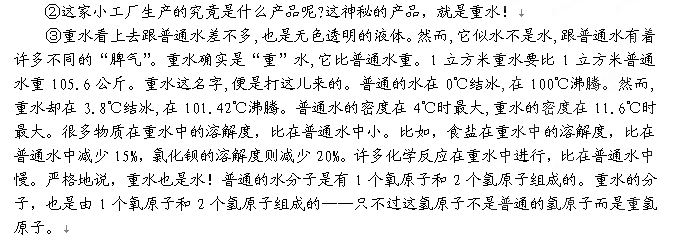 ②这家小工厂生产的究竟是什么产品呢?这神秘的产品，就是重水！↓
③重水看上去跟普通水差不多,也是无色透明的液体。然而,它似水不是水,跟普通水有着
许多不同的“脾气”。重水确实是“重”水,它比普通水重。1 立方米重水要比 1 立方米普通
水重 105.6 公斤。重水这名字,便是打这儿来的。普通的水在 0℃结冰,在 100℃沸腾。然而,
重水却在 3.8℃结冰,在 101.42℃沸腾。普通水的密度在 4℃时最大,重水的密度在 11.6℃时
最大。很多物质在重水中的溶解度，比在普通水中小。比如，食盐在重水中的溶解度，比在
普通水中减少 15%，氧化钡的溶解度则减少 20%。许多化学反应在重水中进行，比在普通水中
慢。严格地说，重水也是水！普通的水分子是有 1 个氧原子和 2 个氢原子组成的。重水的分
子，也是由 1 个氧原子和 2 个氢原子组成的——只不过这氢原子不是普通的氢原子而是重氢
原子。↓